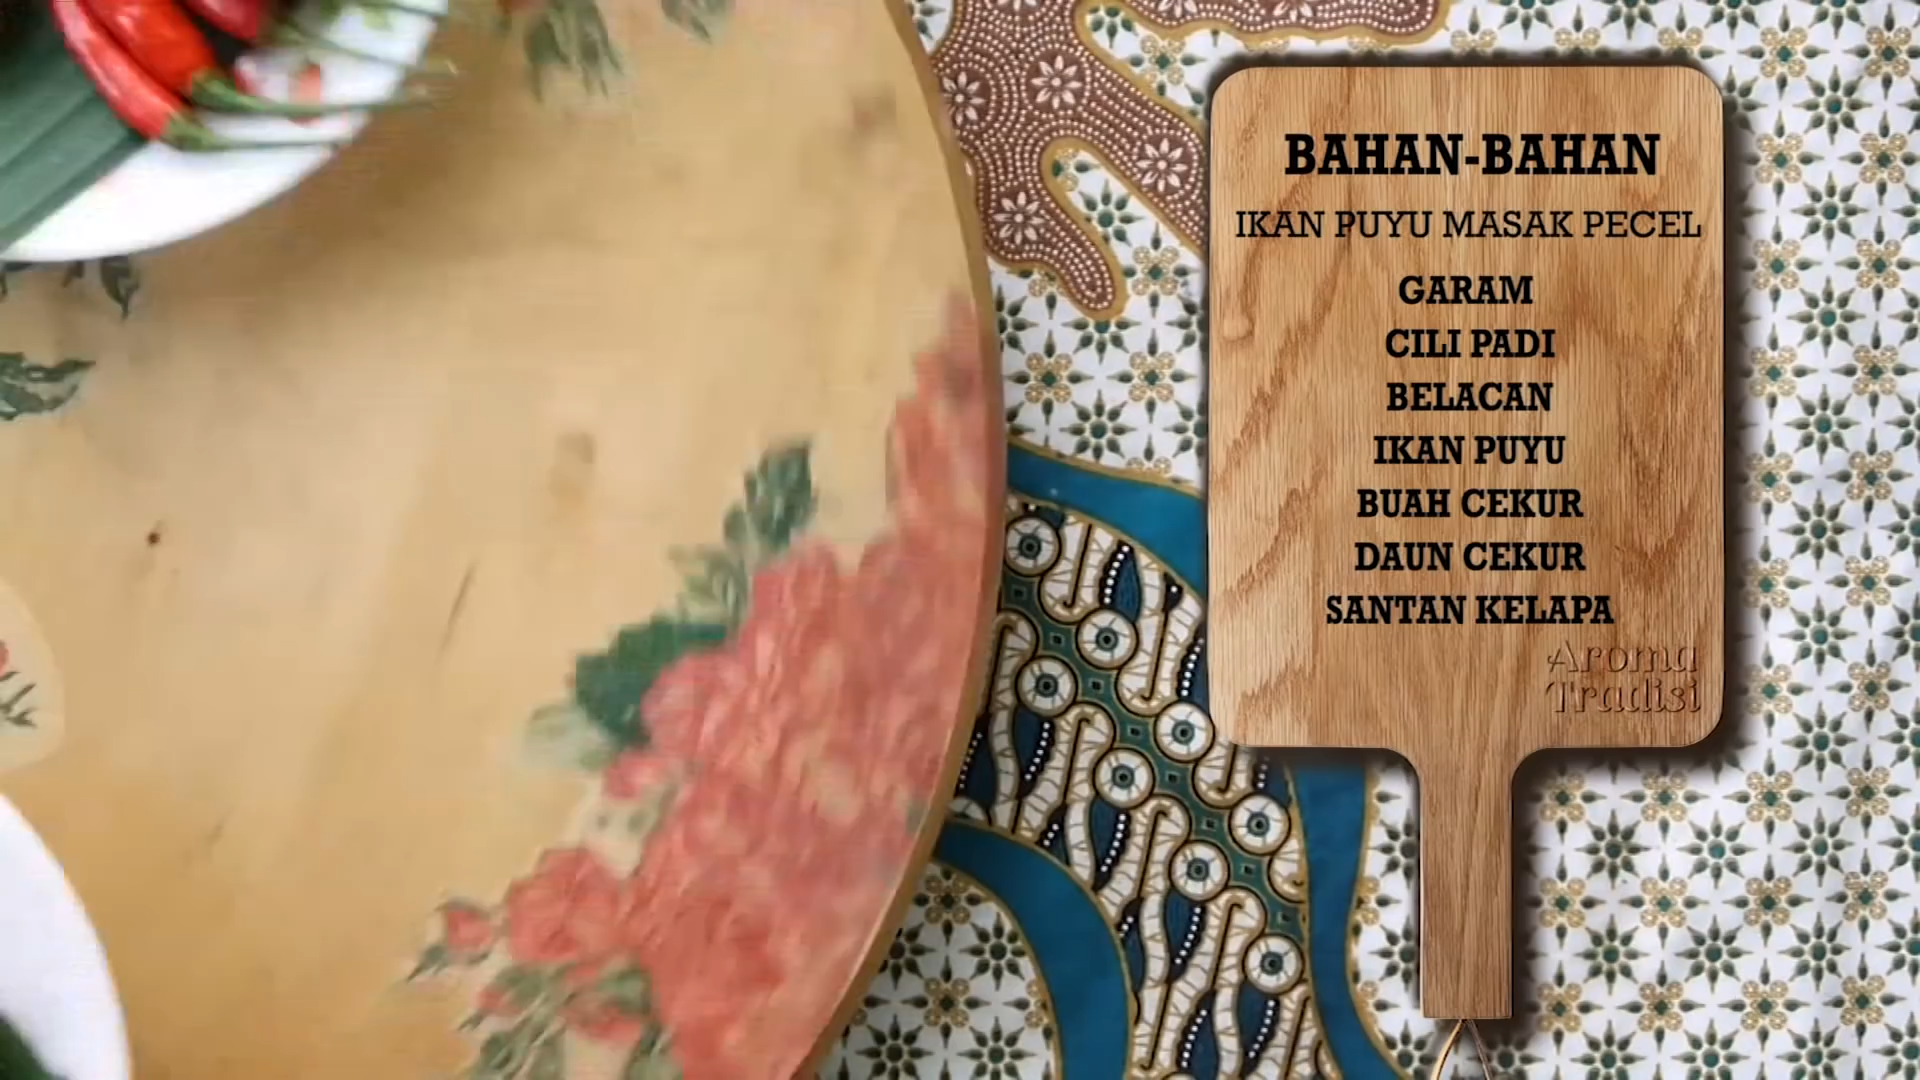 BAHAN-BAHAN
IKAN PUYU MASAK PECEL
GARAM
CILI PADI
BELACAN
IKAN PUYU
BUAH CEKUR
DAUN CEKUR
SANTAN KELAPA
Aroma
Tradisi